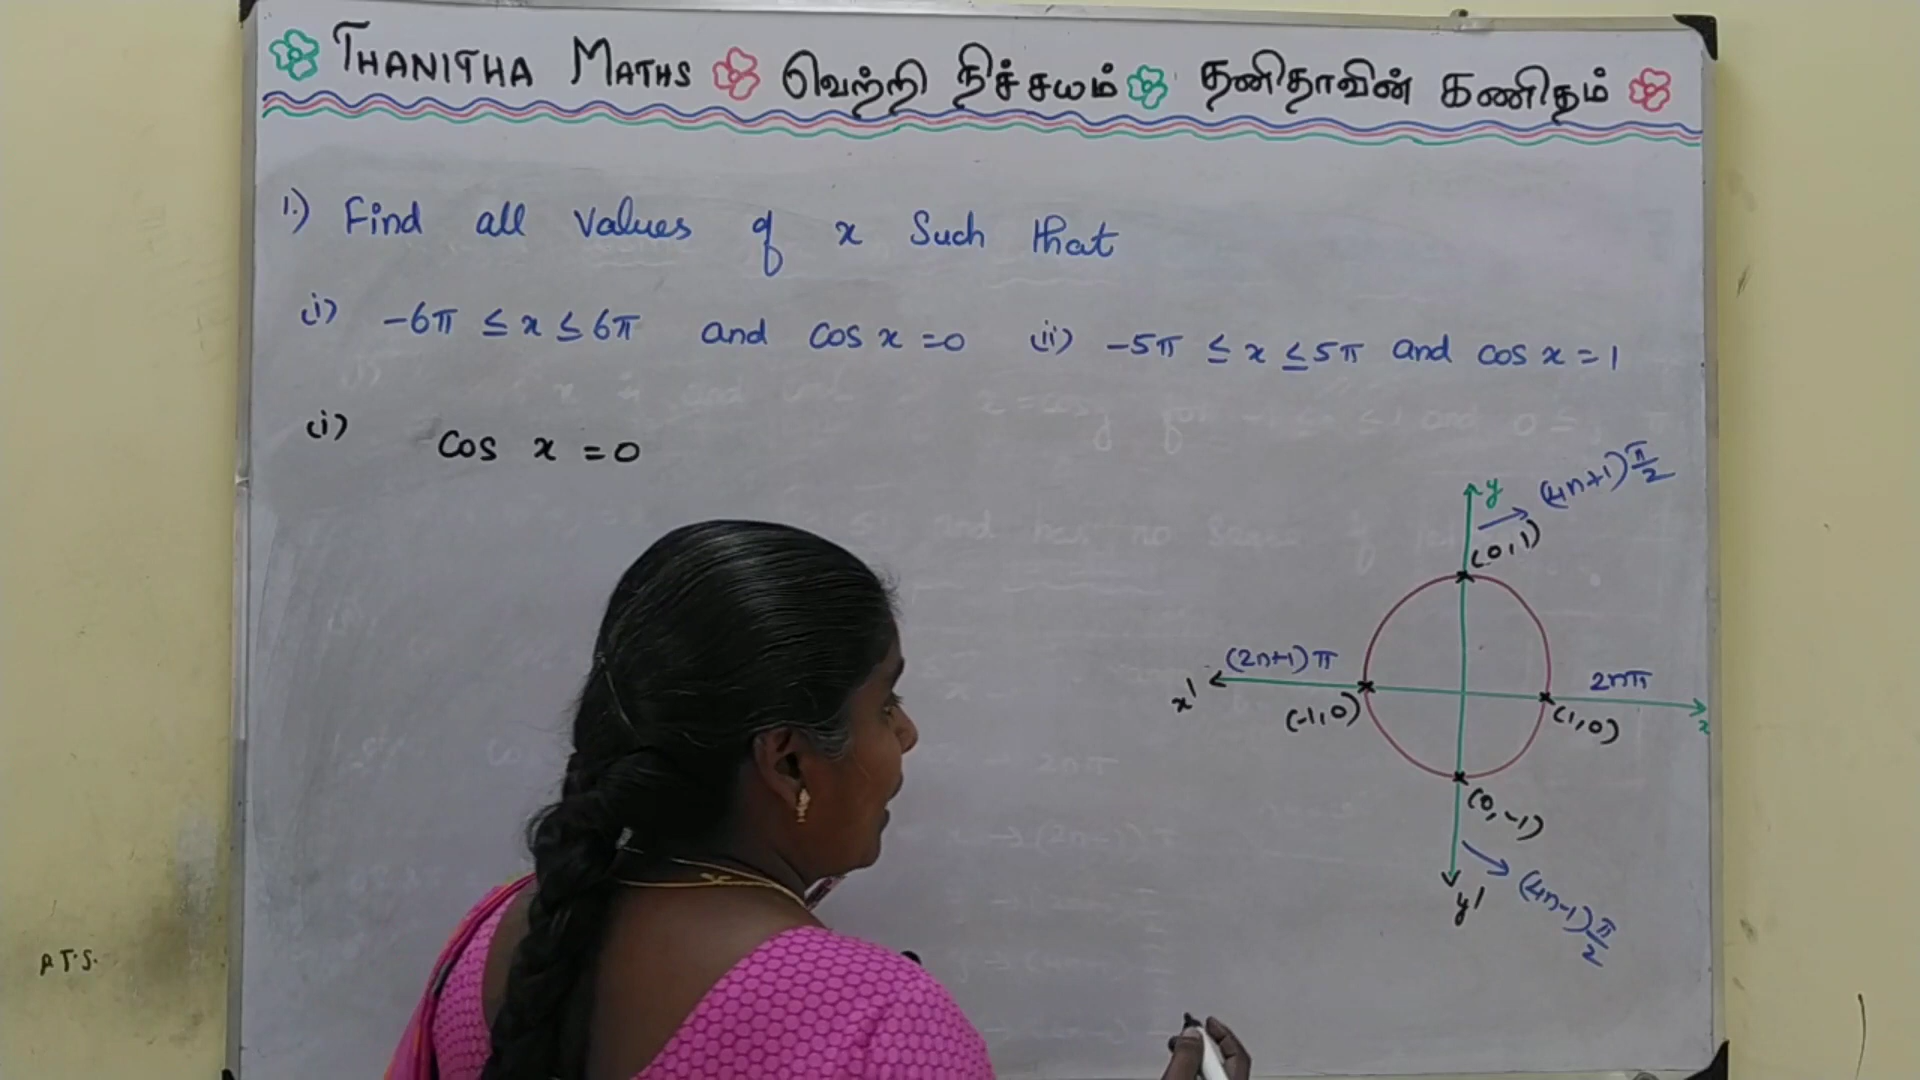 THANITHA MATHS வெற்றி நிச்சயம் தனிதாவின் கணிதம்
1.) Find all values of x Such that
(i) -6π ≤ x ≤ 6π and cos x = 0 (ii) -5π ≤ x ≤ 5π and cos x = 1
(i) cos x = 0
y (4n+1) π/2
(0,1)
(2n+1) π 2nπ
x' (-1,0) (1,0) x
(0,-1)
y' (4n-1) π/2
P.T.S.